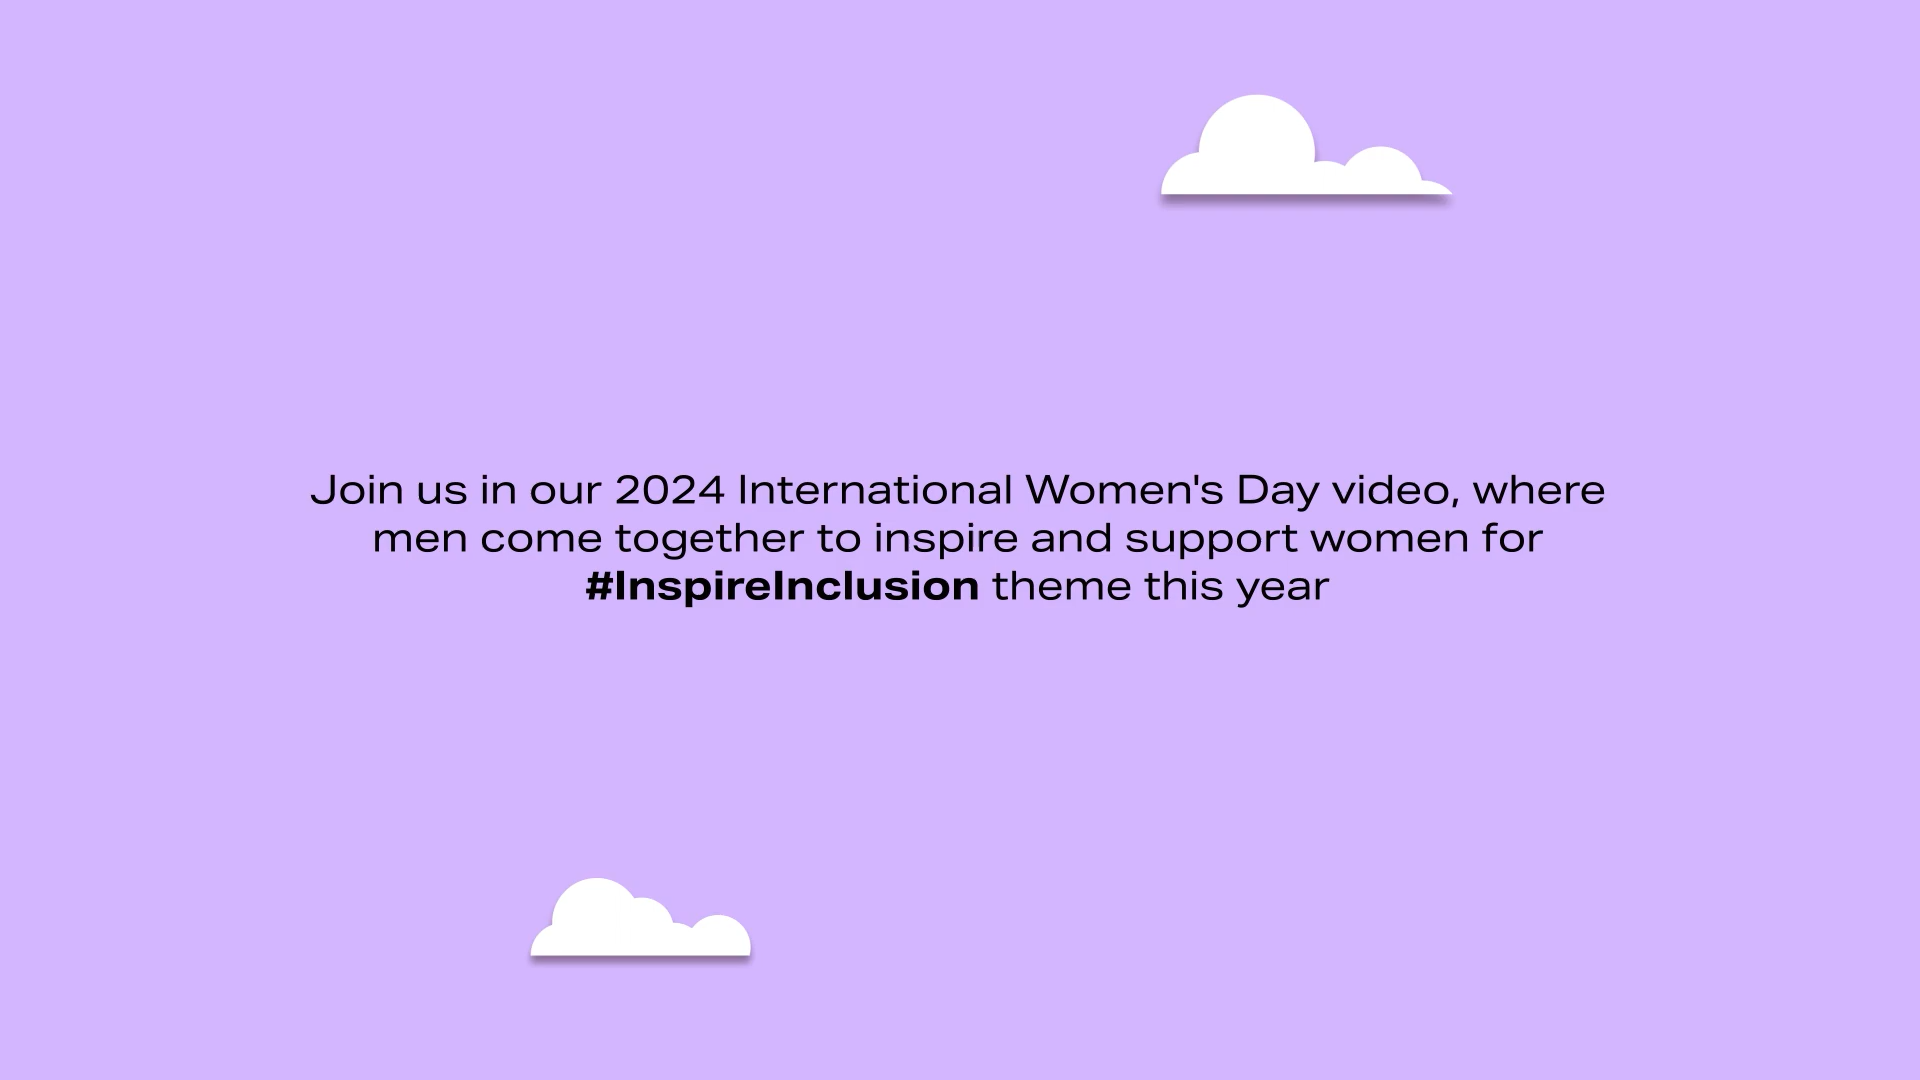 Join us in our 2024 International Women's Day video, where
men come together to inspire and support women for
#InspireInclusion theme this year